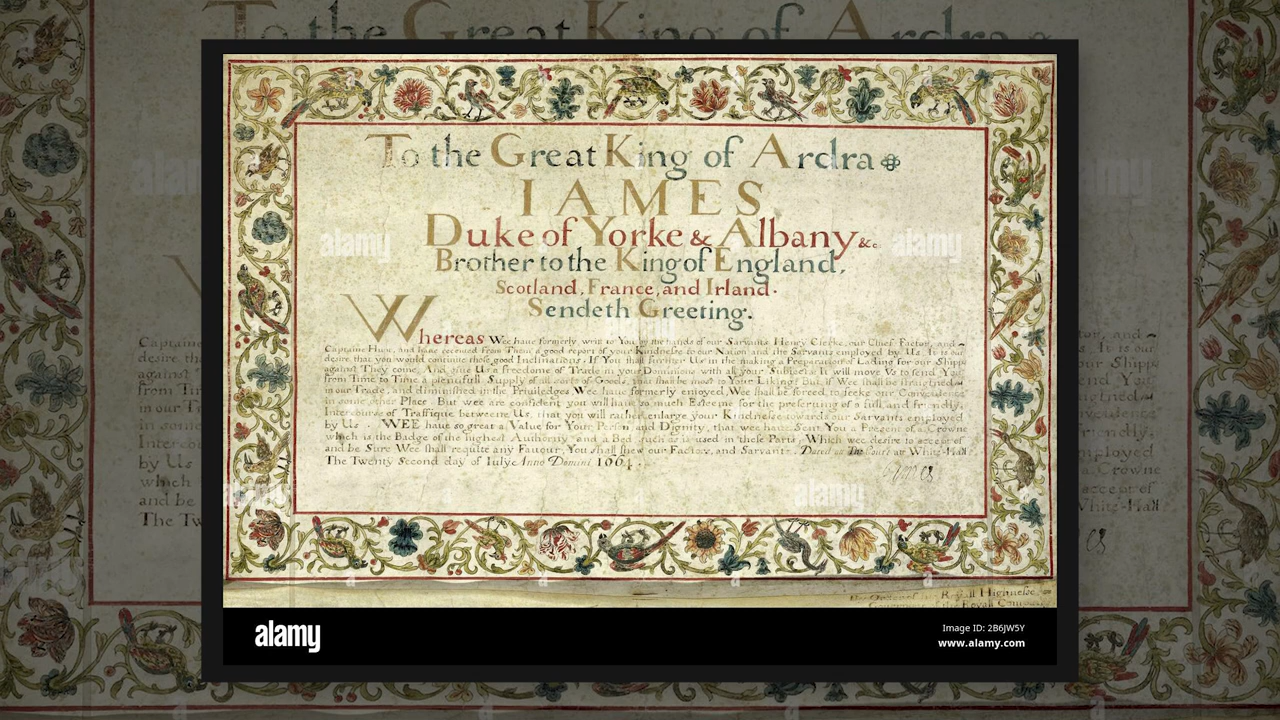 To the Great King of Ardra
IAMES
Duke of Yorke & Albany &c.
Brother to the King of England,
Scotland, France, and Irland.
Sendeth Greeting.
Whereas Wee have formerly, writ to You by the hands of our Servants Henry Clerke, our Chief Factor, and
Captaine Hunt, and have received from Them a good report of your Kindness to our Nation and the Servants employed by Us. It is our
desire that you would continue those good Inclinations. If You shall further Us in the making a Preparation of Lading for our Shipps
against They come, And give Us a freedome of Trade in your Dominions with all your Subjects It will move Us to send You
from Time to Time a plentifull Supply of all sorts of Goods, that shall be most to Your Liking: But if Wee shall be straightned
in our Trade, and diminished in the Priviledges Wee have formerly enjoyed, Wee shall be forced to seeke our Conveniency
in some other Place. But wee are confident you will have so much Esteeme for the preserving of a full and friendly
Intercourse of Traffique betweene Us, that you will rather enlarge your Kindness towards our Servants employed
by Us. WEE have so great a Value for Your Person and Dignity, that wee have Sent You a Present of a Crowne
which is the Badge of the highest Authority, and a Bed such as is used in these Parts, Which wee desire to accept of
and be Sure Wee shall requite any Favour, You shall shew our Factors, and Servants. Dated at The Court att White-Hall
The Twenty Second day of Iulye Anno Domini 1664.
alamy
Image ID: 2B6JW5Y
www.alamy.com